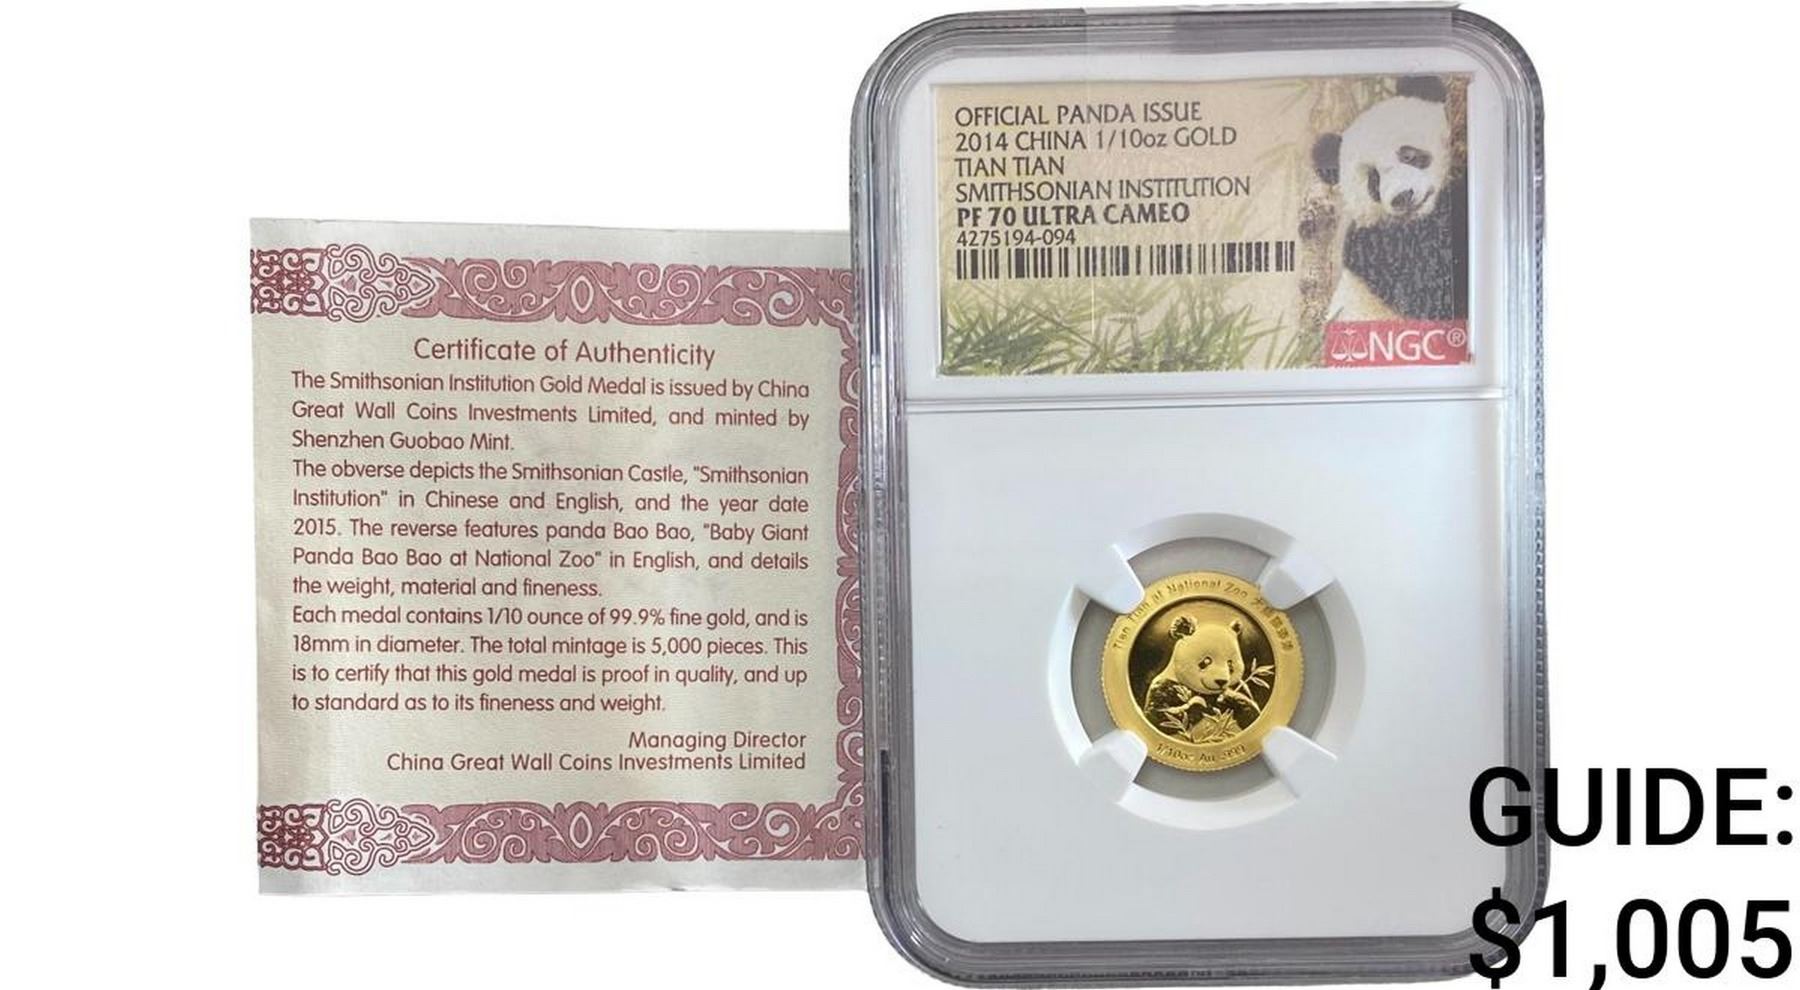 Certificate of Authenticity
The Smithsonian Institution Gold Medal is issued by China
Great Wall Coins Investments Limited, and minted by
Shenzhen Guobao Mint.
The obverse depicts the Smithsonian Castle, "Smithsonian
Institution" in Chinese and English, and the year date
2015. The reverse features panda Bao Bao, "Baby Giant
Panda Bao Bao at National Zoo" in English, and details
the weight, material and fineness.
Each medal contains 1/10 ounce of 99.9% fine gold, and is
18mm in diameter. The total mintage is 5,000 pieces. This
is to certify that this gold medal is proof in quality, and up
to standard as to its fineness and weight.
Managing Director
China Great Wall Coins Investments Limited
OFFICIAL PANDA ISSUE
2014 CHINA 1/10oz GOLD
TIAN TIAN
SMITHSONIAN INSTITUTION
PF 70 ULTRA CAMEO
4275194-094
NGC®
Tian Tian at National Zoo
1/10oz Au .999
GUIDE:
$1,005